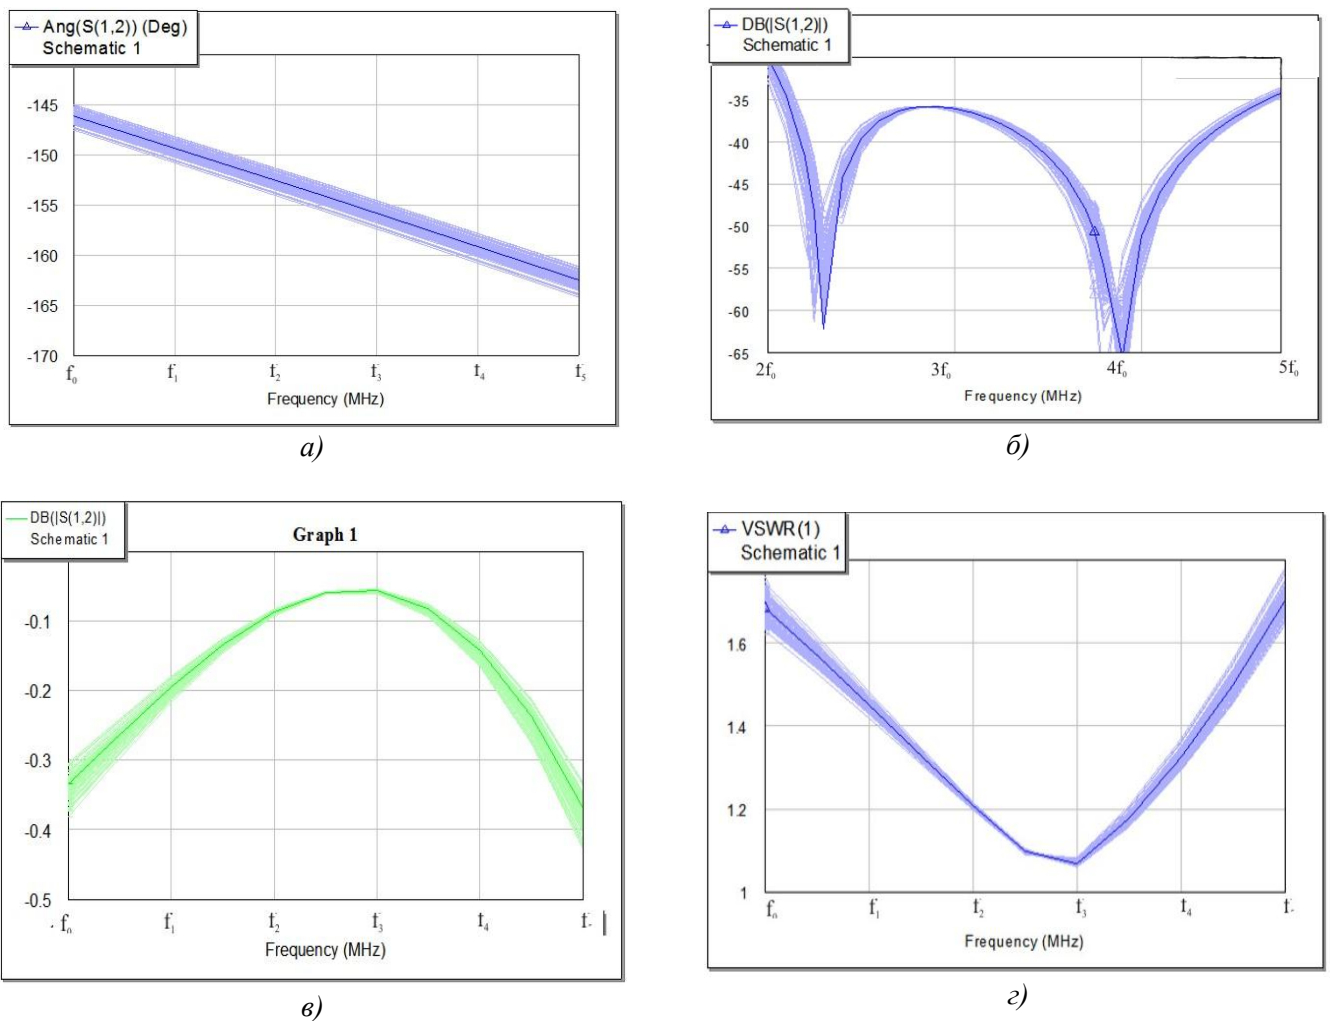 Ang(S(1,2)) (Deg)
Schematic 1
-145
-150
-155
-160
-165
-170
f₀ f₁ f₂ f₃ f₄ f₅
Frequency (MHz)
а)
DB(|S(1,2)|)
Schematic 1
-35
-40
-45
-50
-55
-60
-65
2f₀ 3f₀ 4f₀ 5f₀
Frequency (MHz)
б)
DB(|S(1,2)|)
Schematic 1
Graph 1
-0.1
-0.2
-0.3
-0.4
-0.5
f₀ f₁ f₂ f₃ f₄
Frequency (MHz)
в)
VSWR(1)
Schematic 1
1.6
1.4
1.2
1
f₀ f₁ f₂ f₃ f₄
Frequency (MHz)
г)